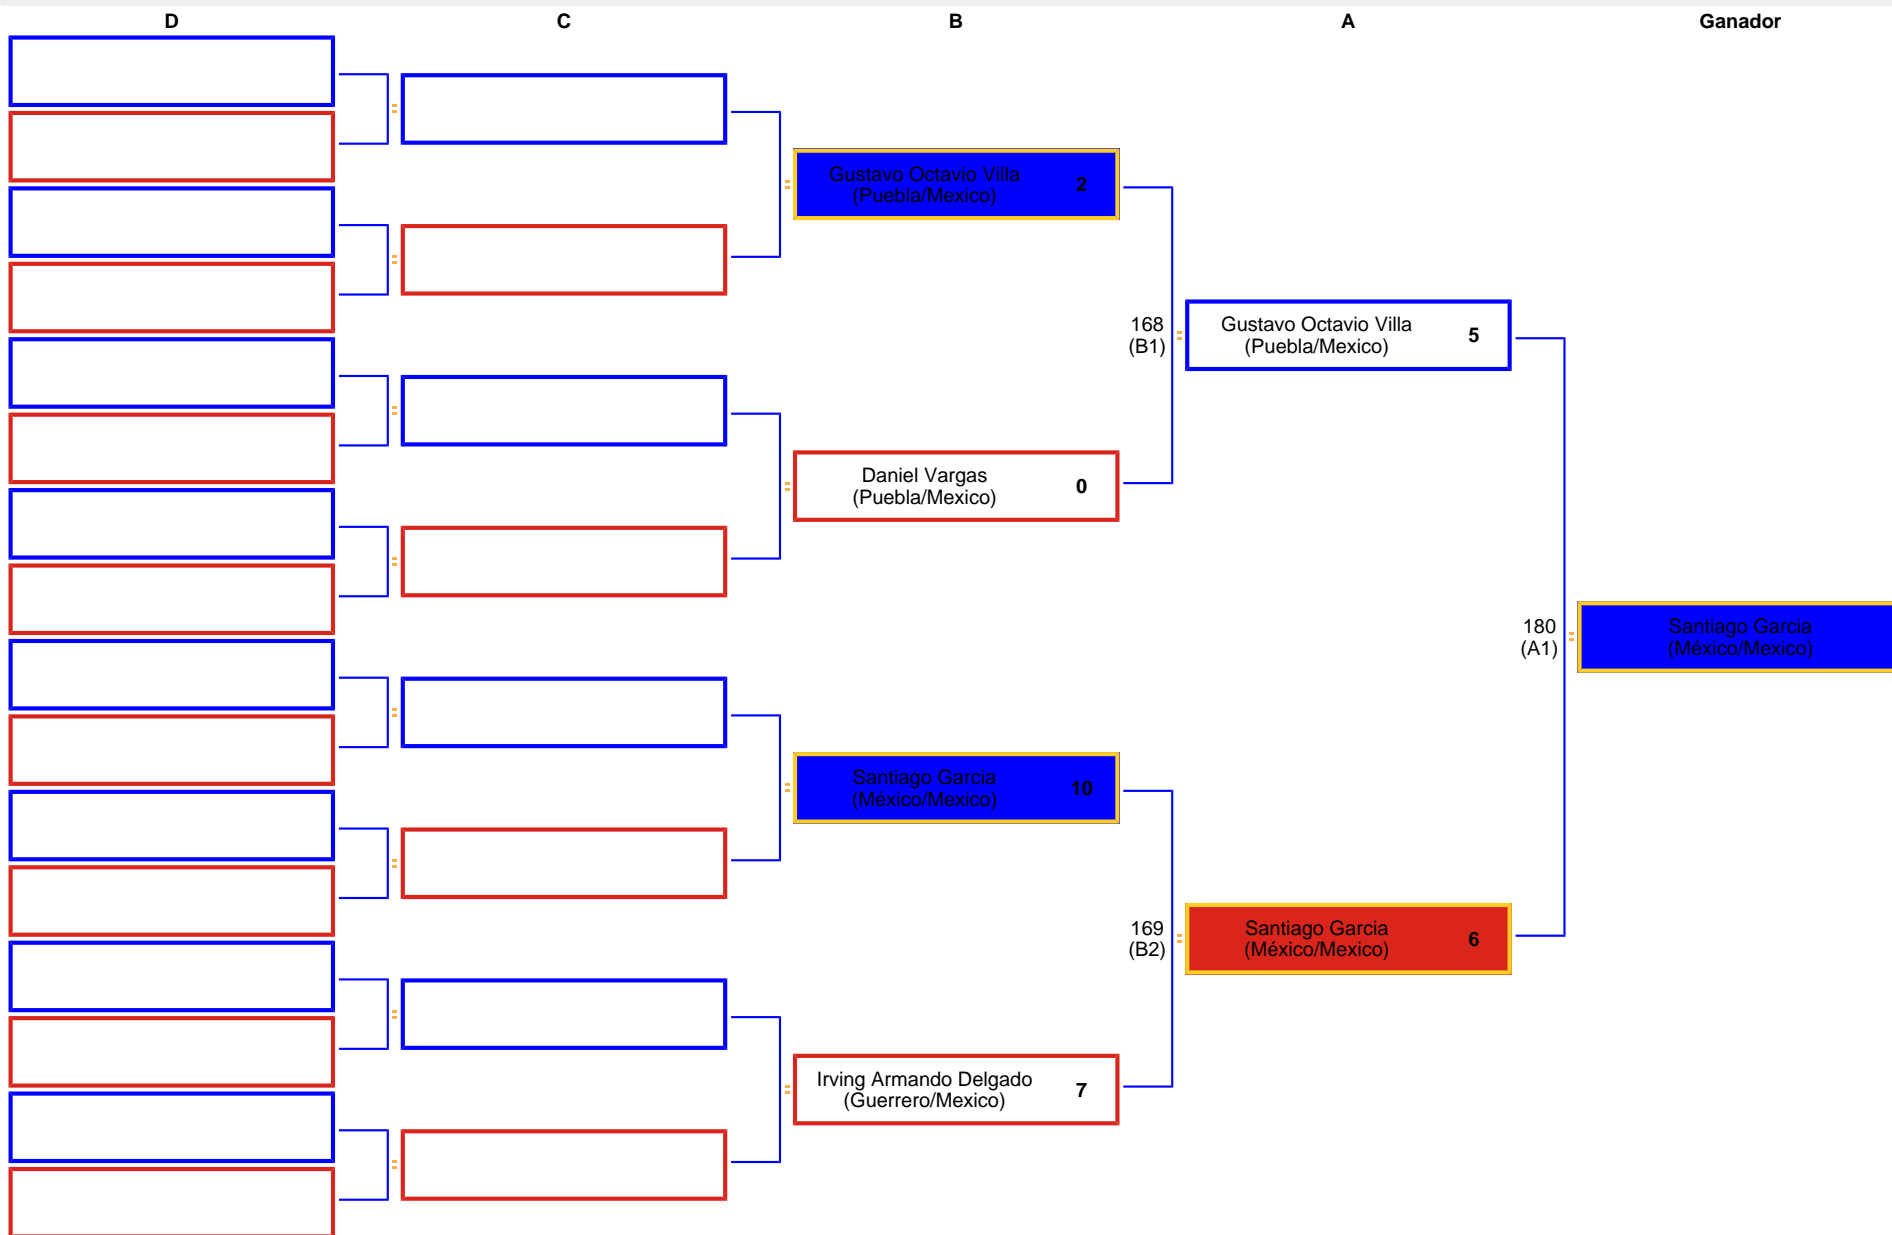 D
C
B
A
Ganador
Gustavo Octavio Villa
(Puebla/Mexico)
2
168
(B1)
Gustavo Octavio Villa
(Puebla/Mexico)
5
Daniel Vargas
(Puebla/Mexico)
0
180
(A1)
Santiago Garcia
(México/Mexico)
Santiago Garcia
(México/Mexico)
10
169
(B2)
Santiago Garcia
(México/Mexico)
6
Irving Armando Delgado
(Guerrero/Mexico)
7